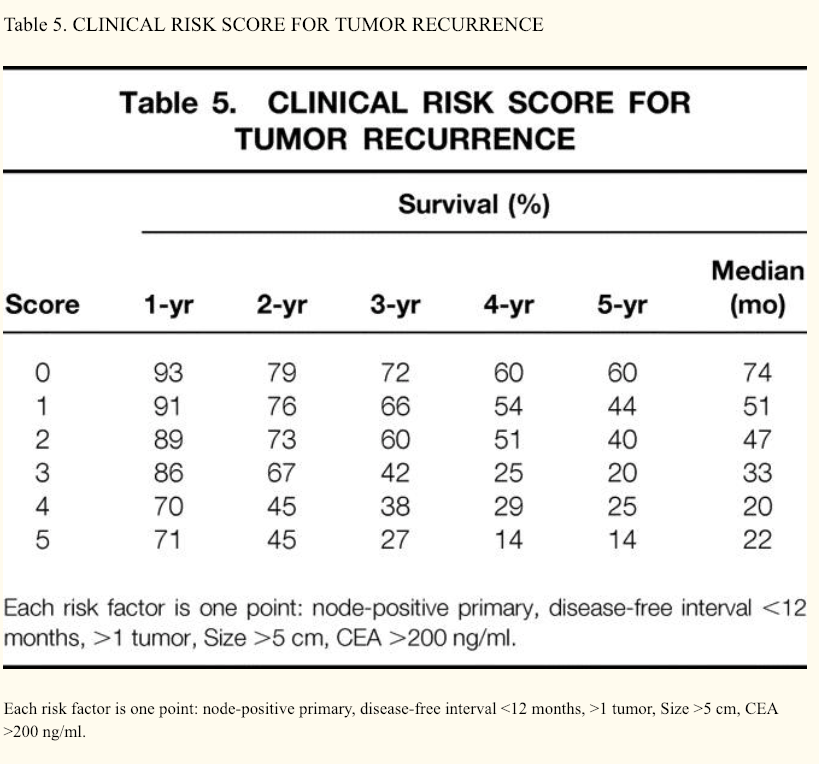 Table 5. CLINICAL RISK SCORE FOR TUMOR RECURRENCE
Table 5. CLINICAL RISK SCORE FOR
TUMOR RECURRENCE
Survival (%)
Median
Score 1-yr 2-yr 3-yr 4-yr 5-yr (mo)
0 93 79 72 60 60 74
1 91 76 66 54 44 51
2 89 73 60 51 40 47
3 86 67 42 25 20 33
4 70 45 38 29 25 20
5 71 45 27 14 14 22
Each risk factor is one point: node-positive primary, disease-free interval <12
months, >1 tumor, Size >5 cm, CEA >200 ng/ml.
Each risk factor is one point: node-positive primary, disease-free interval <12 months, >1 tumor, Size >5 cm, CEA
>200 ng/ml.